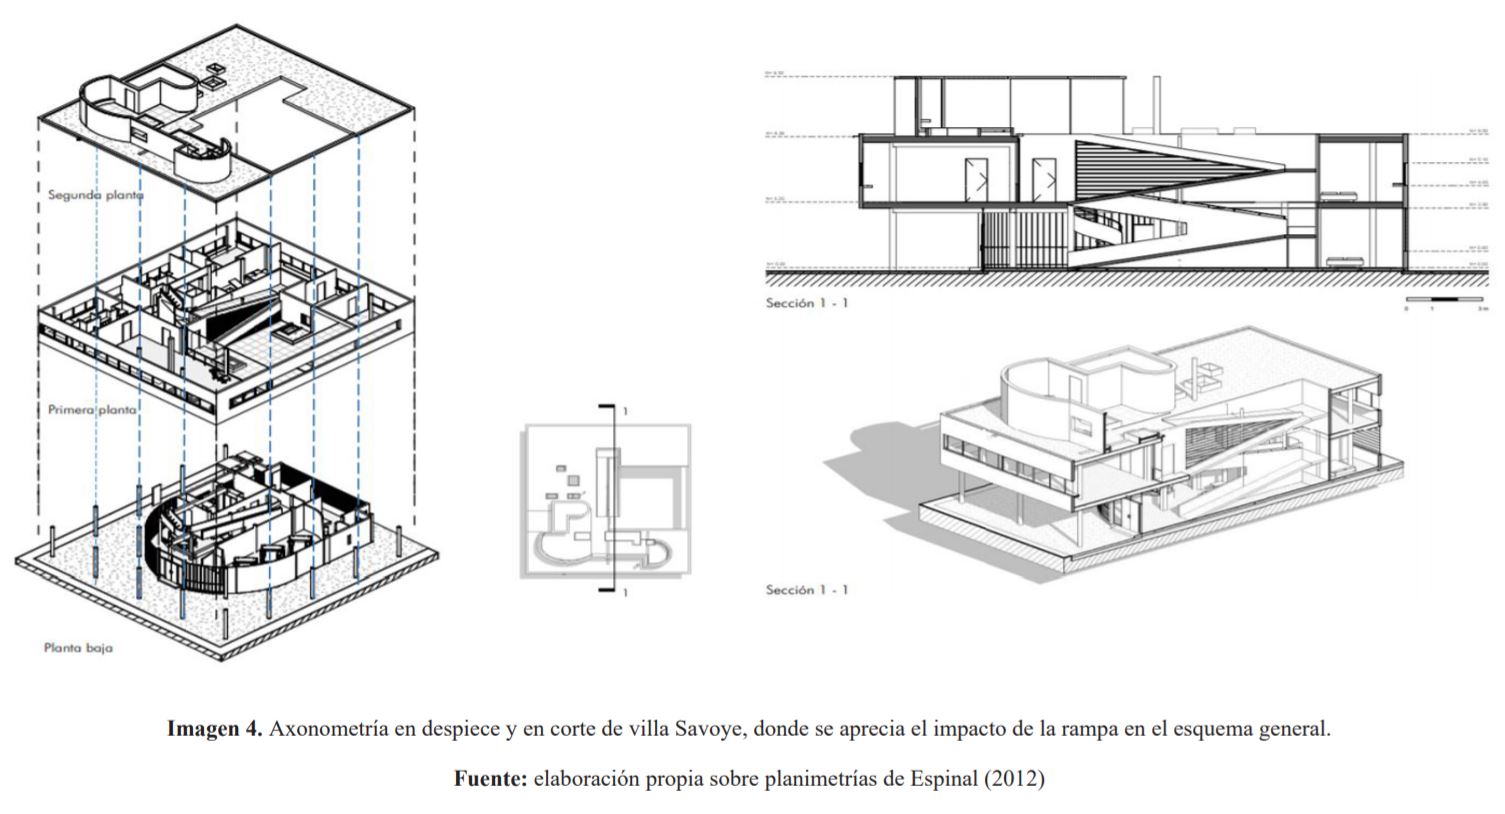 Segunda planta
Primera planta
Planta baja
1
1
Sección 1 - 1
0 1 3m
Sección 1 - 1
Imagen 4. Axonometría en despiece y en corte de villa Savoye, donde se aprecia el impacto de la rampa en el esquema general.
Fuente: elaboración propia sobre planimetrías de Espinal (2012)